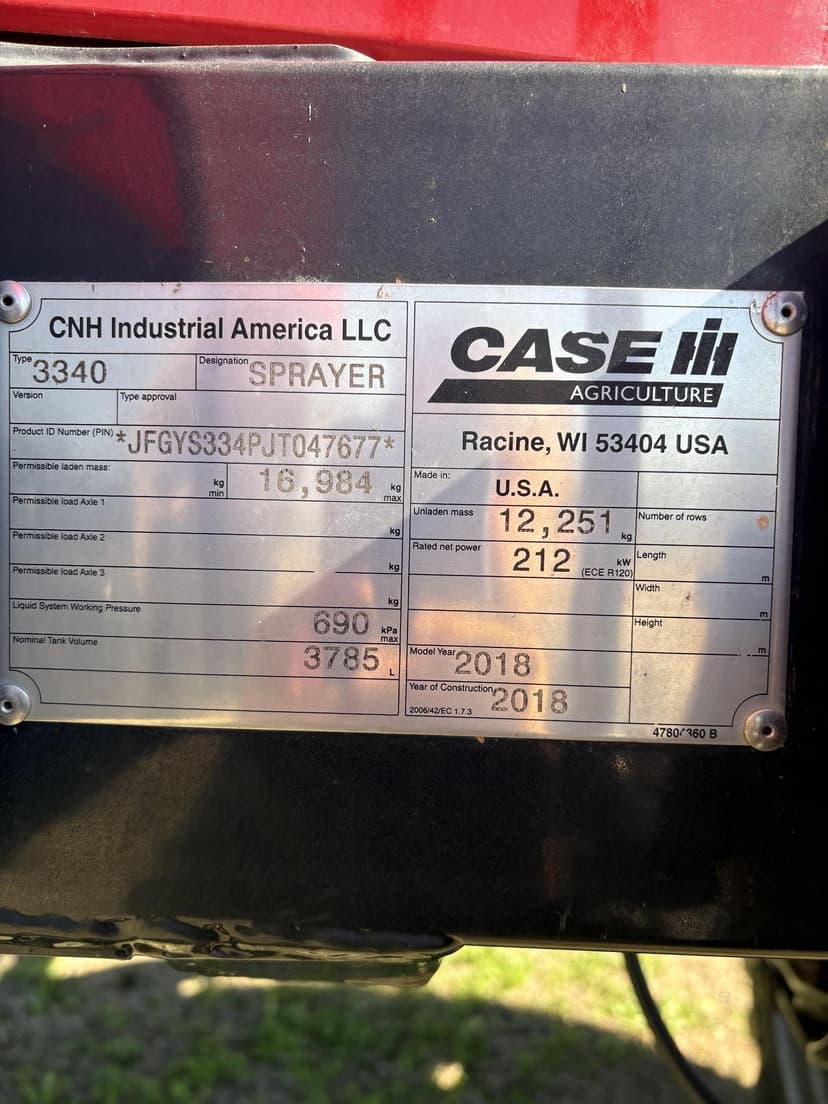 CNH Industrial America LLC
Type 3340 Designation SPRAYER
Version Type approval
Product ID Number (PIN) *JFGYS334PJT047677*
Permissible laden mass: kg min 16,984 kg max
Permissible load Axle 1 kg
Permissible load Axle 2 kg
Permissible load Axle 3 kg
Liquid System Working Pressure 690 kPa max
Nominal Tank Volume 3785 L
CASE IH
AGRICULTURE
Racine, WI 53404 USA
Made in: U.S.A.
Unladen mass 12,251 kg Number of rows
Rated net power 212 kW (ECE R120) Length m
Width m
Height m
Model Year 2018
Year of Construction 2018
2006/42/EC 1.7.3